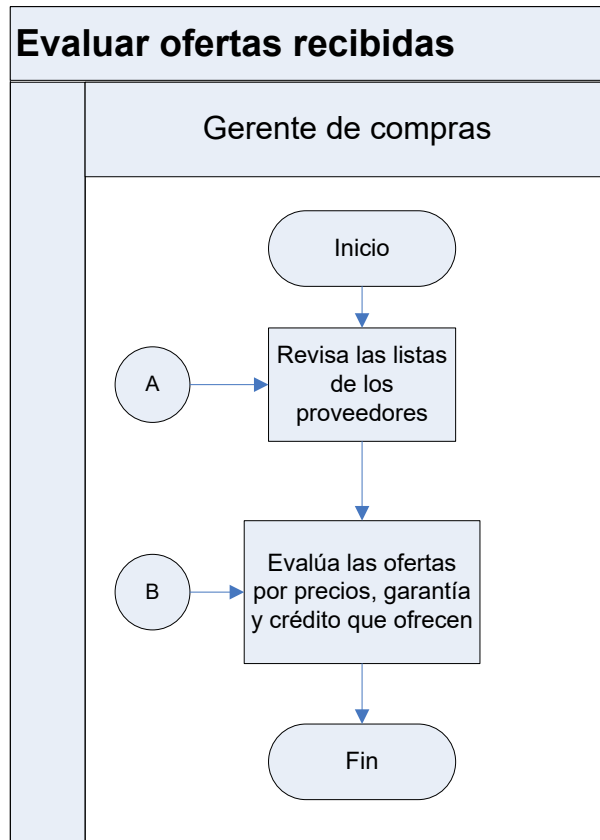 Evaluar ofertas recibidas
Gerente de compras
Inicio
Revisa las listas
de los
proveedores
A
Evalúa las ofertas
por precios, garantía
y crédito que ofrecen
B
Fin